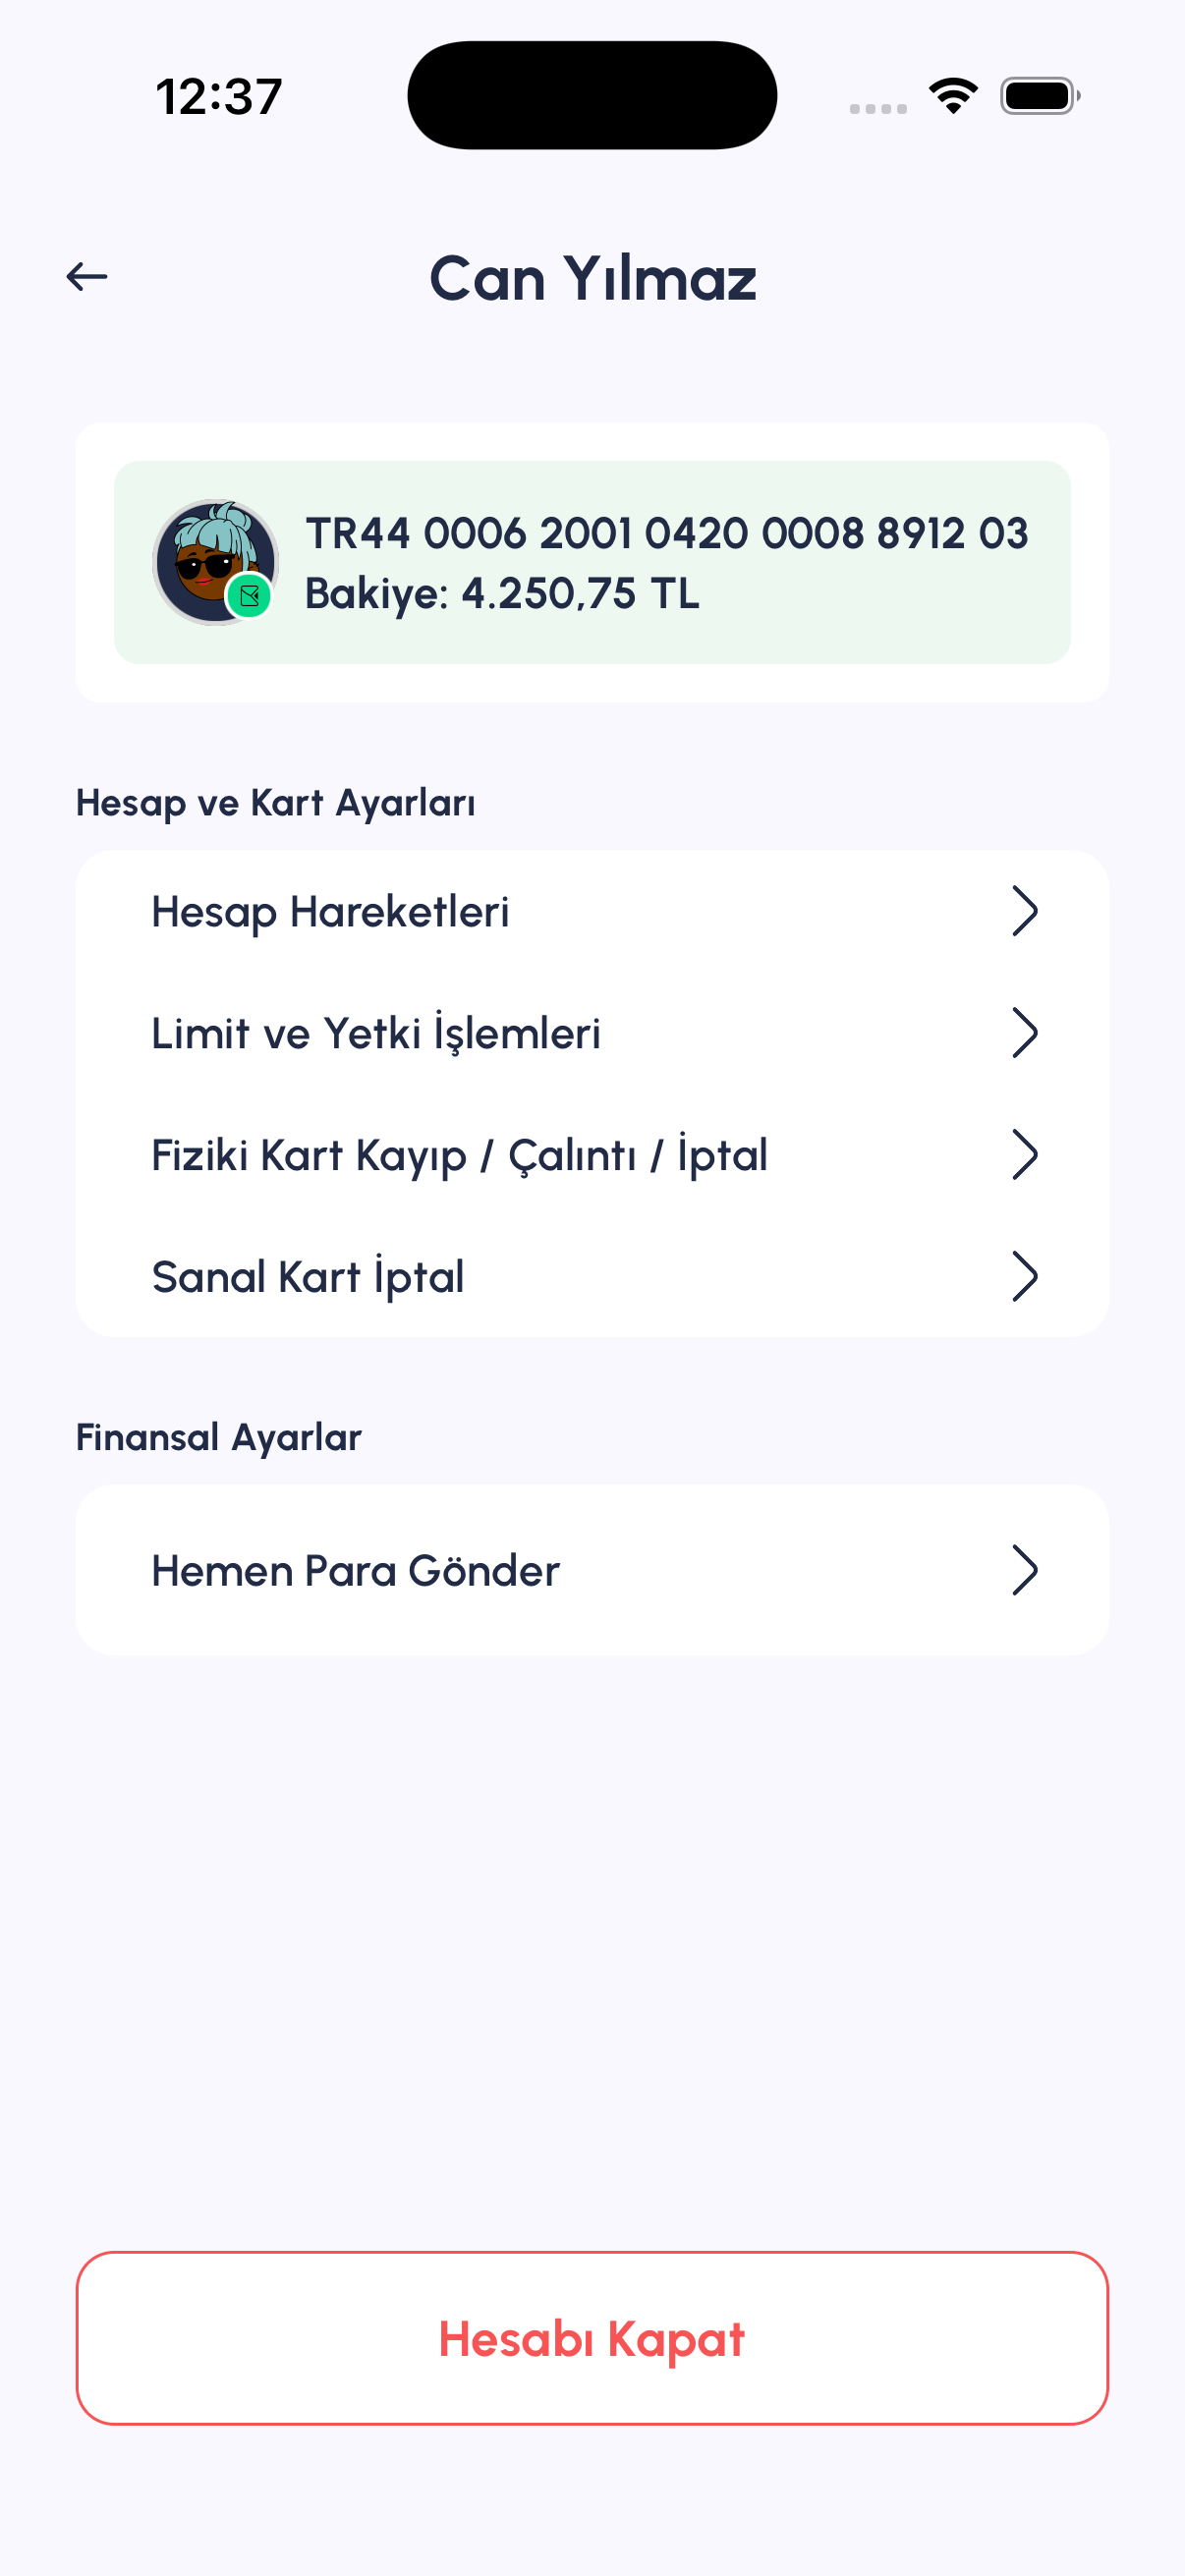 12:37
Can Yılmaz
TR44 0006 2001 0420 0008 8912 03
Bakiye: 4.250,75 TL
Hesap ve Kart Ayarları
Hesap Hareketleri
Limit ve Yetki İşlemleri
Fiziki Kart Kayıp / Çalıntı / İptal
Sanal Kart İptal
Finansal Ayarlar
Hemen Para Gönder
Hesabı Kapat